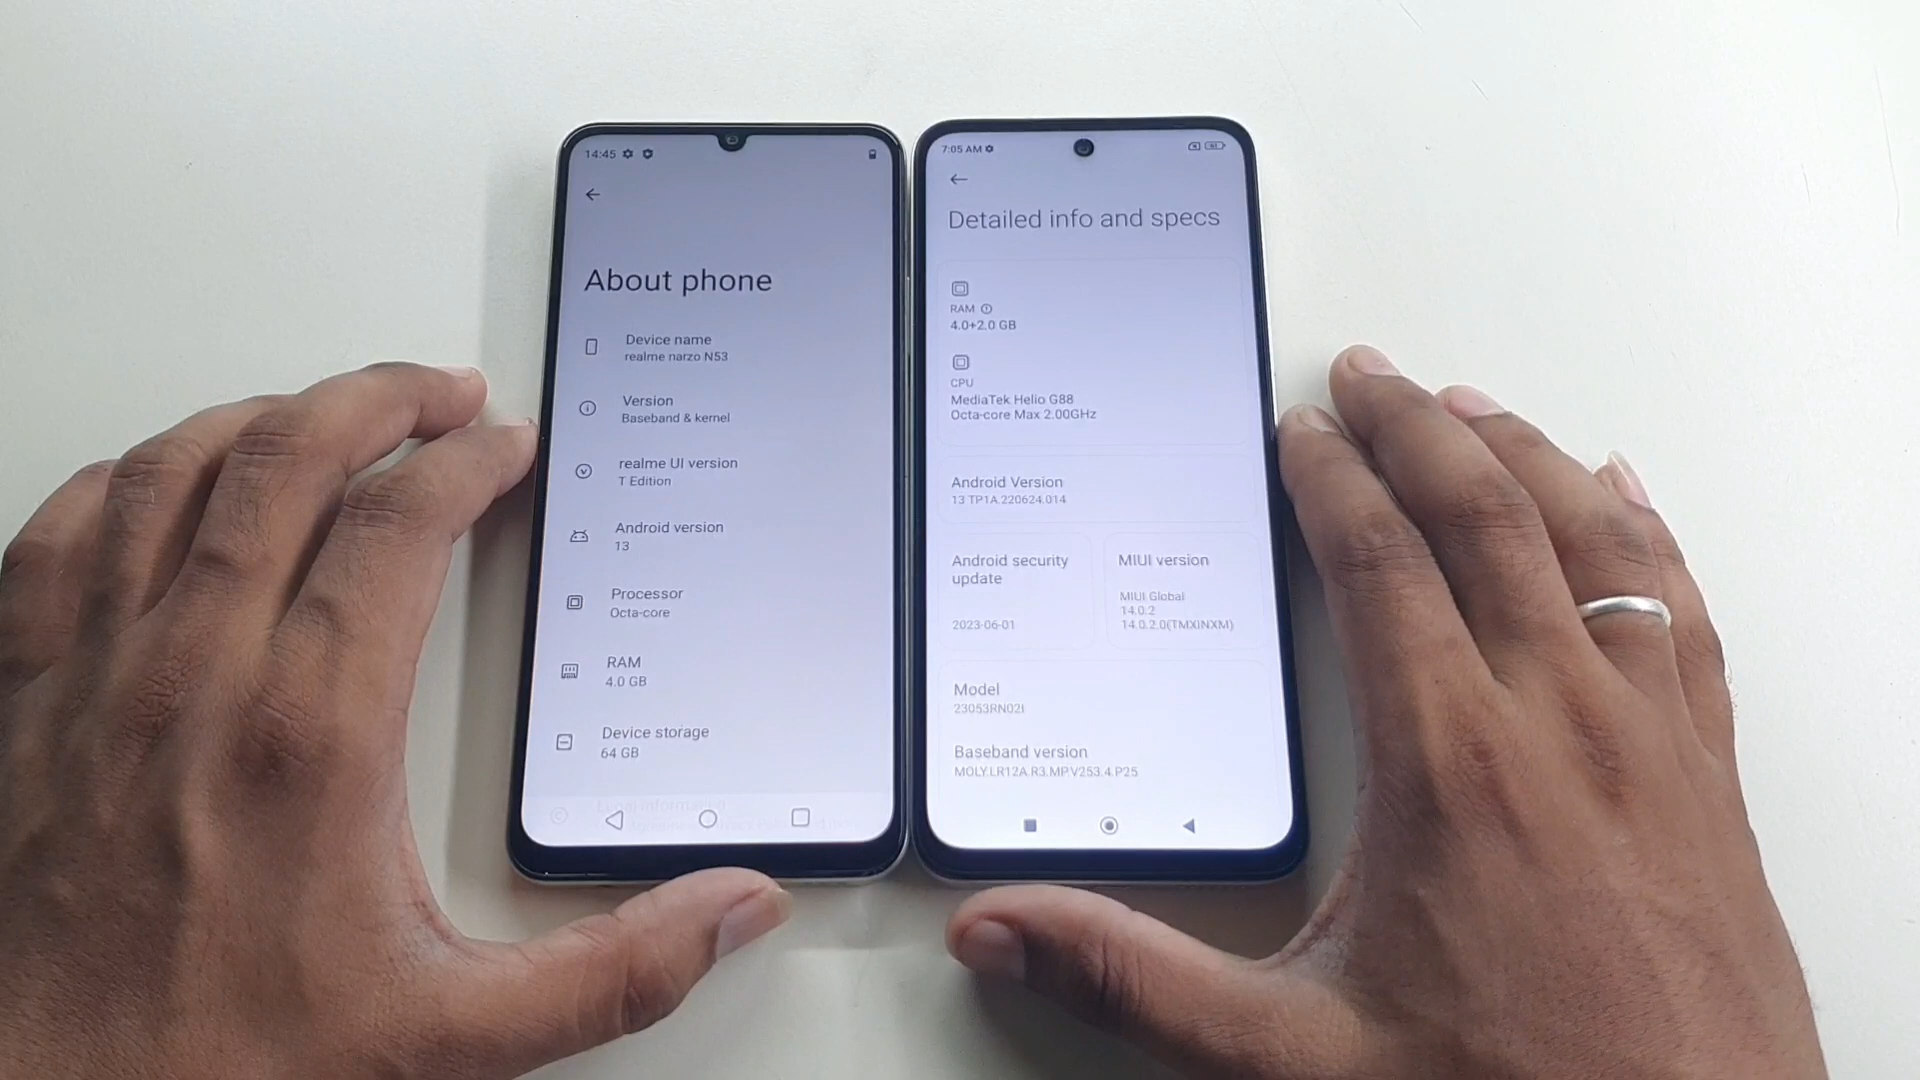 14:45
About phone
Device name
realme narzo N53
Version
Baseband & kernel
realme UI version
T Edition
Android version
13
Processor
Octa-core
RAM
4.0 GB
Device storage
64 GB
Legal information
7:05 AM
Detailed info and specs
RAM
4.0+2.0 GB
CPU
MediaTek Helio G88
Octa-core Max 2.00GHz
Android Version
13 TP1A.220624.014
Android security
update
2023-06-01
MIUI version
MIUI Global
14.0.2
14.0.2.0(TMXINXM)
Model
23053RN02I
Baseband version
MOLY.LR12A.R3.MP.V253.4.P25